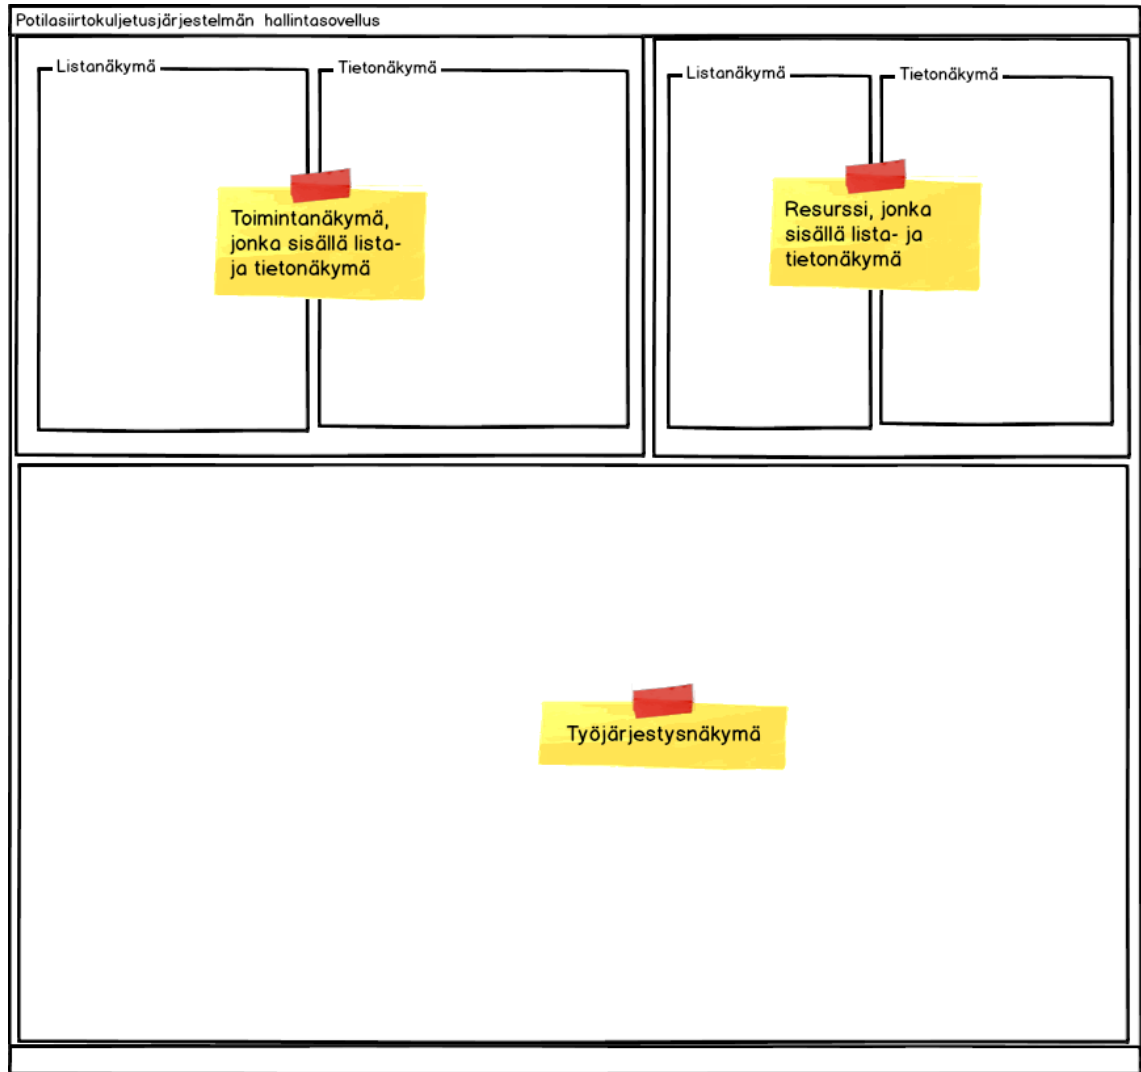 Potilasiirtokuljetusjärjestelmän hallintasovellus
Listanäkymä
Tietonäkymä
Toimintanäkymä,
jonka sisällä lista-
ja tietonäkymä
Listanäkymä
Tietonäkymä
Resurssi, jonka
sisällä lista- ja
tietonäkymä
Työjärjestysnäkymä